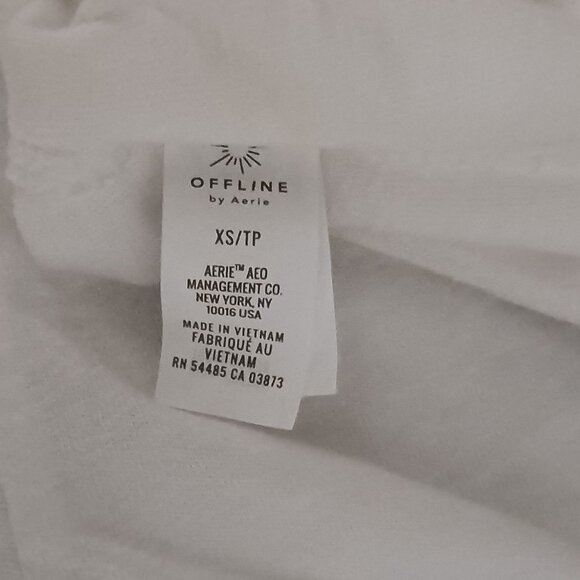 OFFLINE
by Aerie
XS/TP
AERIE™ AEO
MANAGEMENT CO.
NEW YORK, NY
10016 USA
MADE IN VIETNAM
FABRIQUÉ AU
VIETNAM
RN 54485 CA 03873